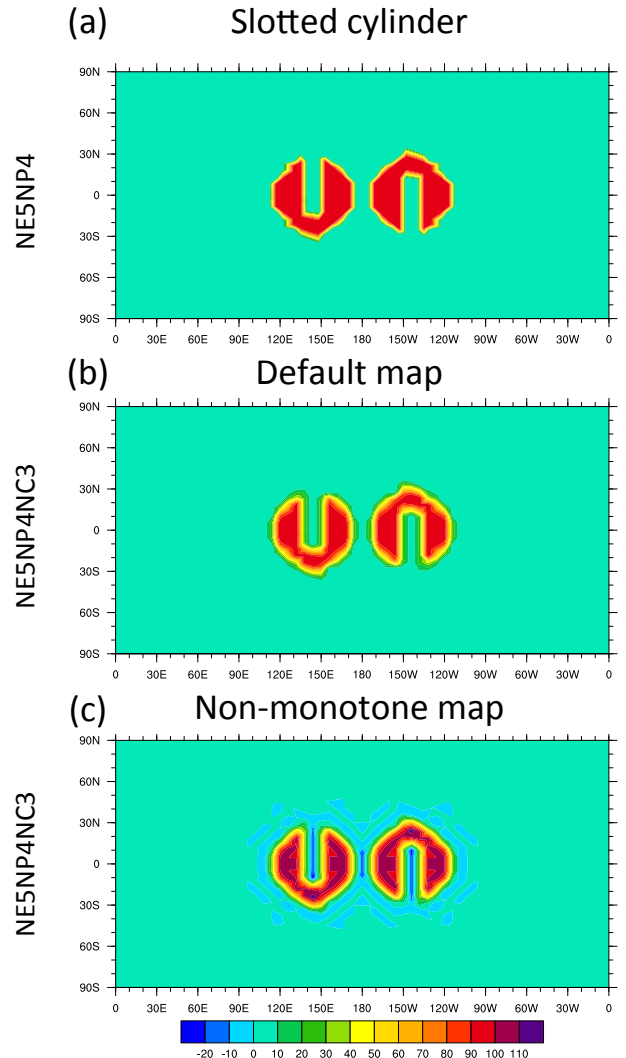 (a) Slotted cylinder
NE5NP4
90N
60N
30N
0
30S
60S
90S
0 30E 60E 90E 120E 150E 180 150W 120W 90W 60W 30W 0
(b) Default map
NE5NP4NC3
90N
60N
30N
0
30S
60S
90S
0 30E 60E 90E 120E 150E 180 150W 120W 90W 60W 30W 0
(c) Non-monotone map
NE5NP4NC3
90N
60N
30N
0
30S
60S
90S
0 30E 60E 90E 120E 150E 180 150W 120W 90W 60W 30W 0
-20 -10 0 10 20 30 40 50 60 70 80 90 100 110